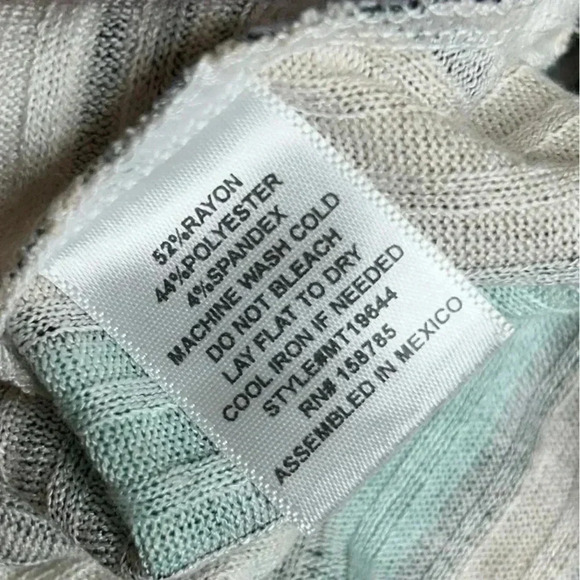 52%RAYON
44%POLYESTER
4%SPANDEX
MACHINE WASH COLD
DO NOT BLEACH
LAY FLAT TO DRY
COOL IRON IF NEEDED
STYLE#MT19644
RN# 158785
ASSEMBLED IN MEXICO